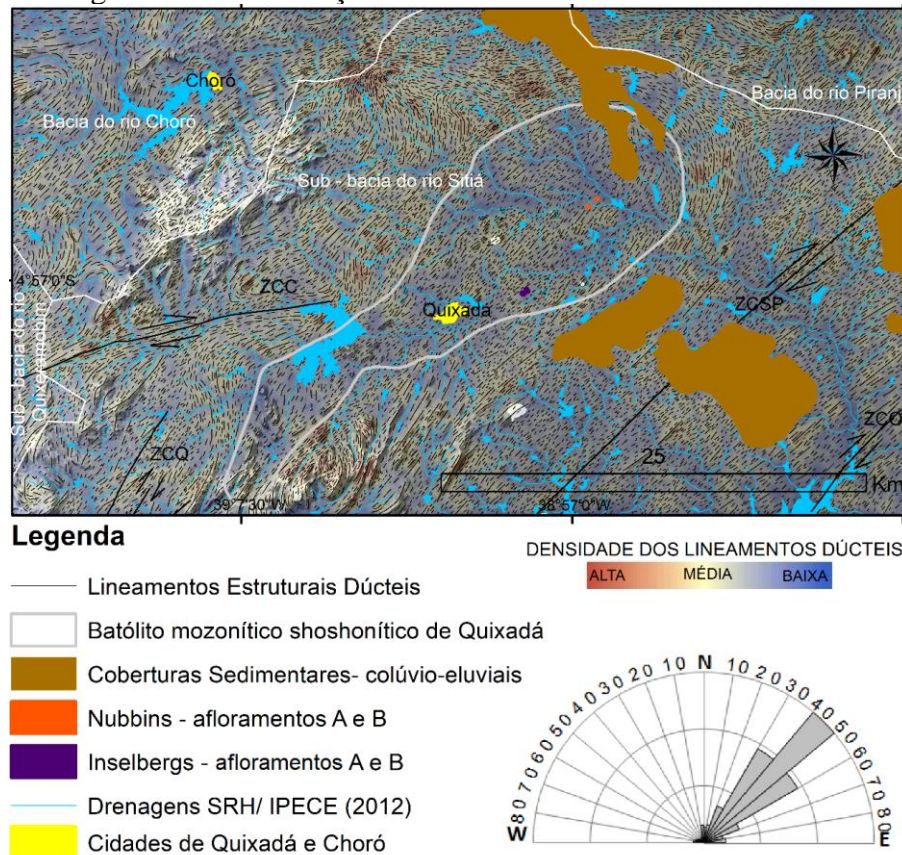 Choró
Bacia do rio Choró
Bacia do rio Piranj
Sub - bacia do rio Sitiá
4°57'0"S
ZCC
Quixadá
ZCSP
Sub - bacia do rio
Quixeramobim
ZCQ
ZCO
25
Km
39°7'30"W
38°57'0"W
Legenda
Lineamentos Estruturais Dúcteis
Batólito mozonítico shoshonítico de Quixadá
Coberturas Sedimentares- colúvio-eluviais
Nubbins - afloramentos A e B
Inselbergs - afloramentos A e B
Drenagens SRH/ IPECE (2012)
Cidades de Quixadá e Choró
DENSIDADE DOS LINEAMENTOS DÚCTEIS
ALTA MÉDIA BAIXA
W 80 70 60 50 40 30 20 10 N 10 20 30 40 50 60 70 80 E